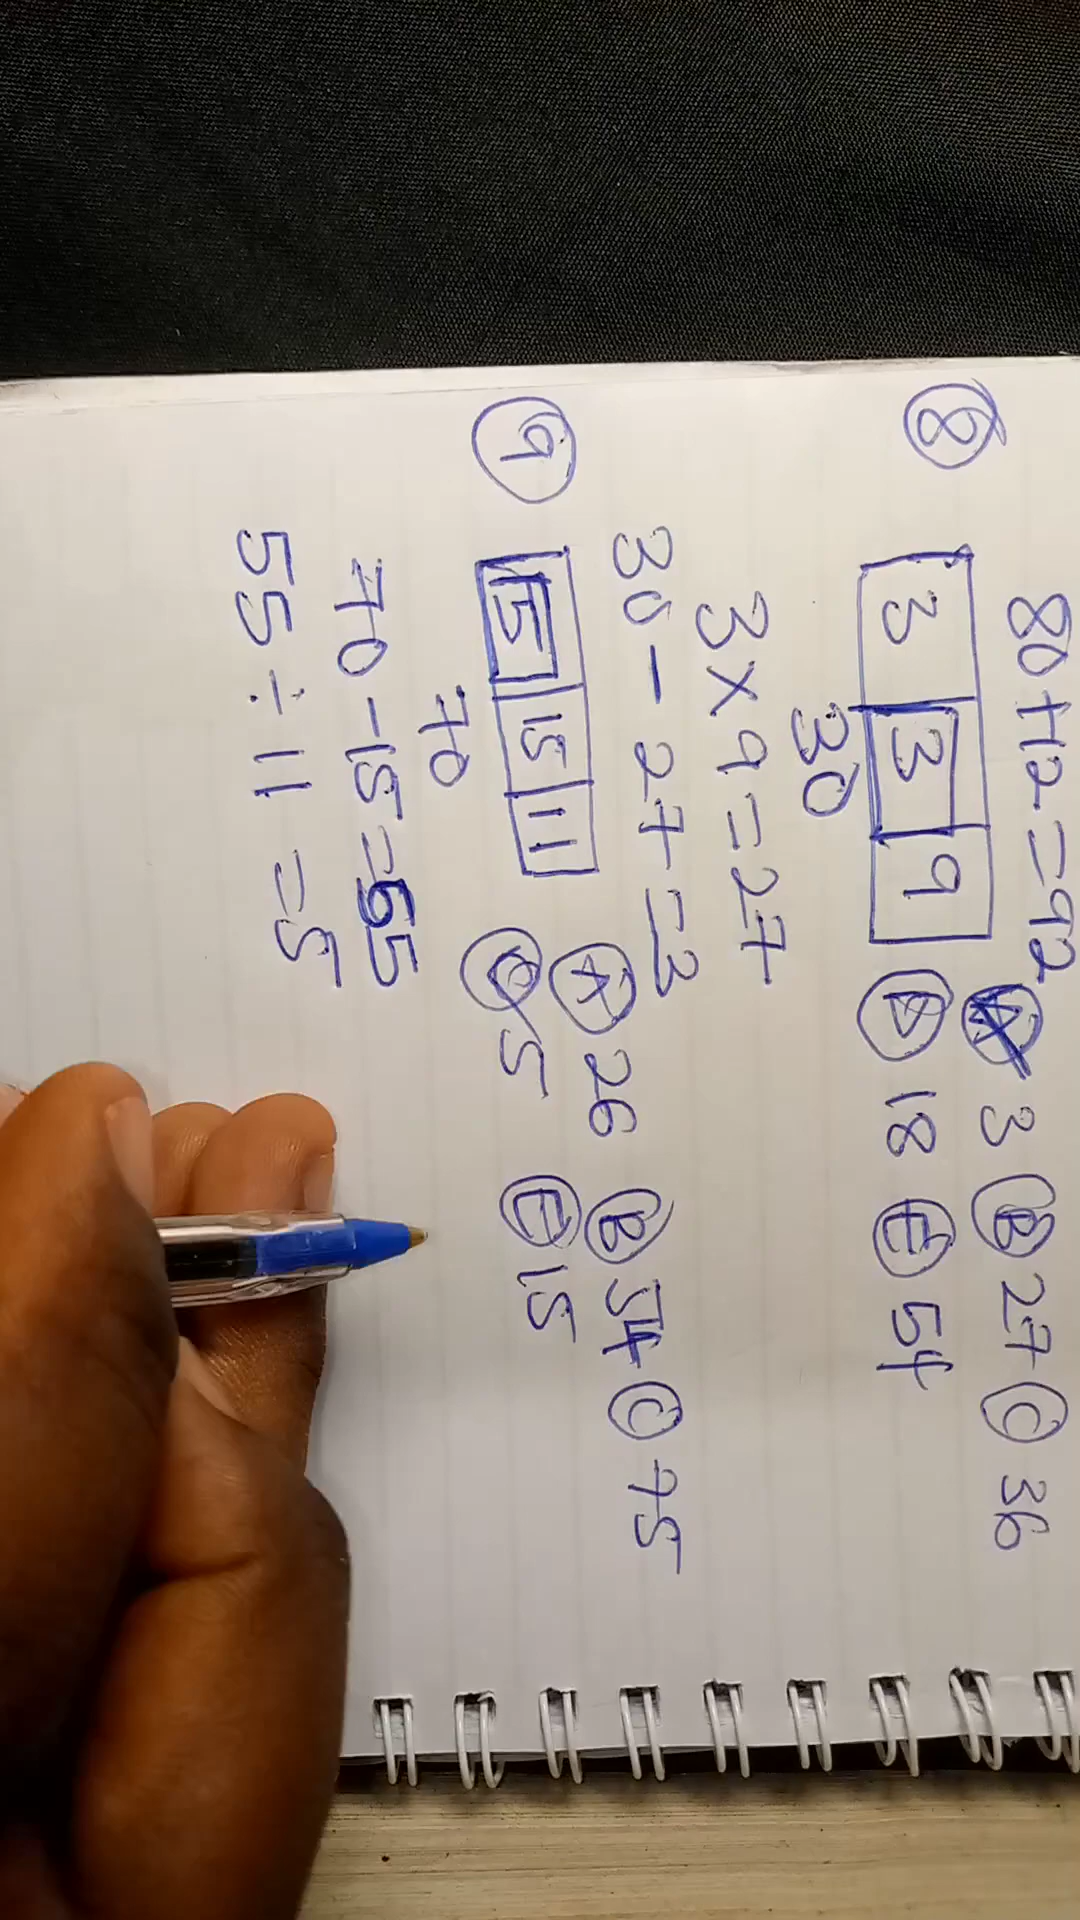 80+12=92
8 3 3 9 A 3 B 27 C 36
30 D 18 E 54
3×9=27
30-27=3
9 5 15 11 A 26 B 54 C 75
70 D 5 E 15
70-15=55
55÷11=5